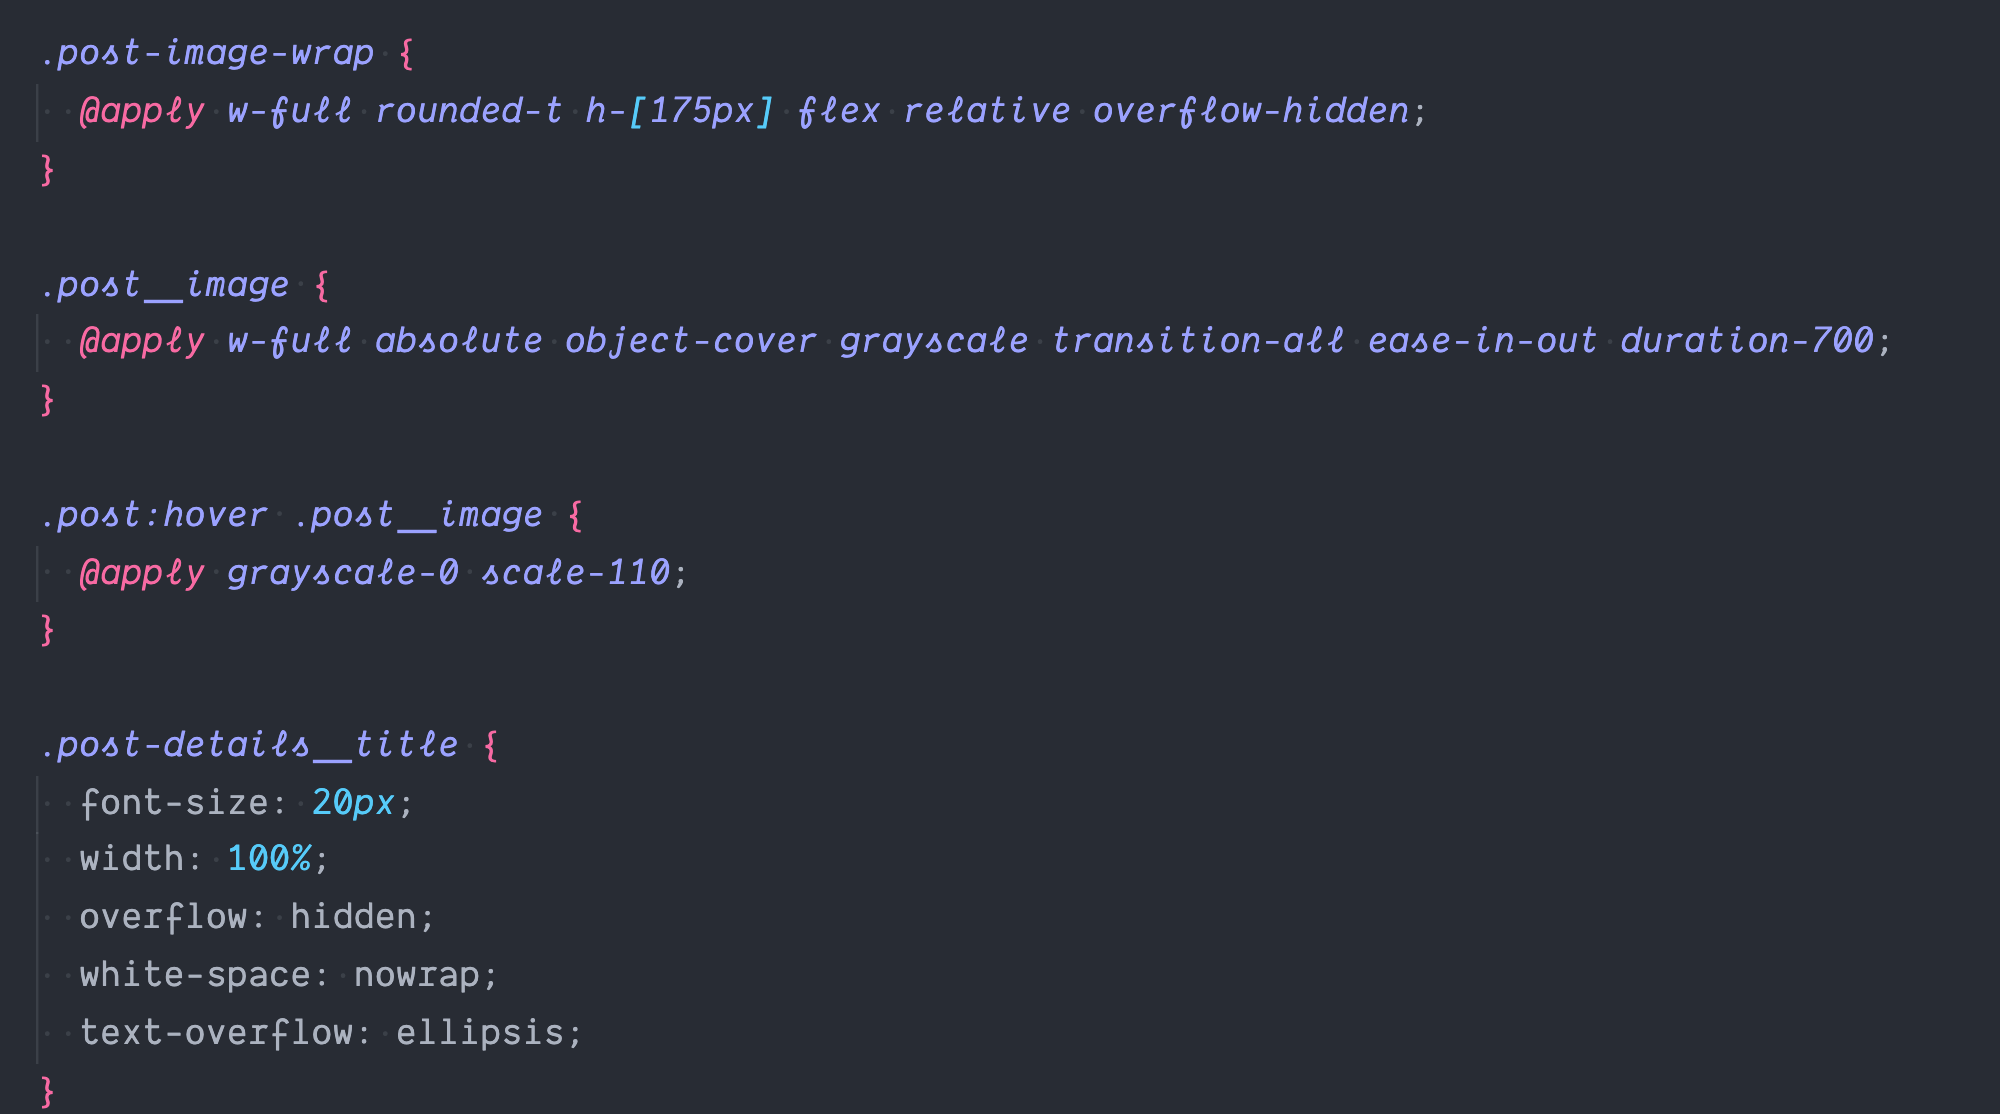 .post-image-wrap {
  @apply w-full rounded-t h-[175px] flex relative overflow-hidden;
}

.post__image {
  @apply w-full absolute object-cover grayscale transition-all ease-in-out duration-700;
}

.post:hover .post__image {
  @apply grayscale-0 scale-110;
}

.post-details__title {
  font-size: 20px;
  width: 100%;
  overflow: hidden;
  white-space: nowrap;
  text-overflow: ellipsis;
}